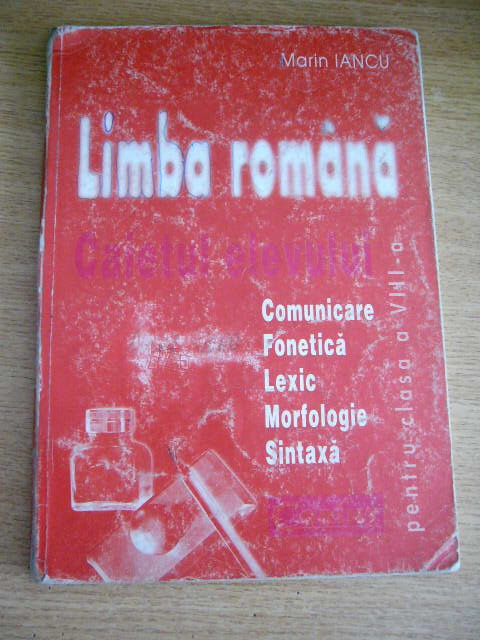 Marin IANCU
Limba română
Caietul elevului
Comunicare
Fonetică
Lexic
Morfologie
Sintaxă
pentru clasa a VIII-a